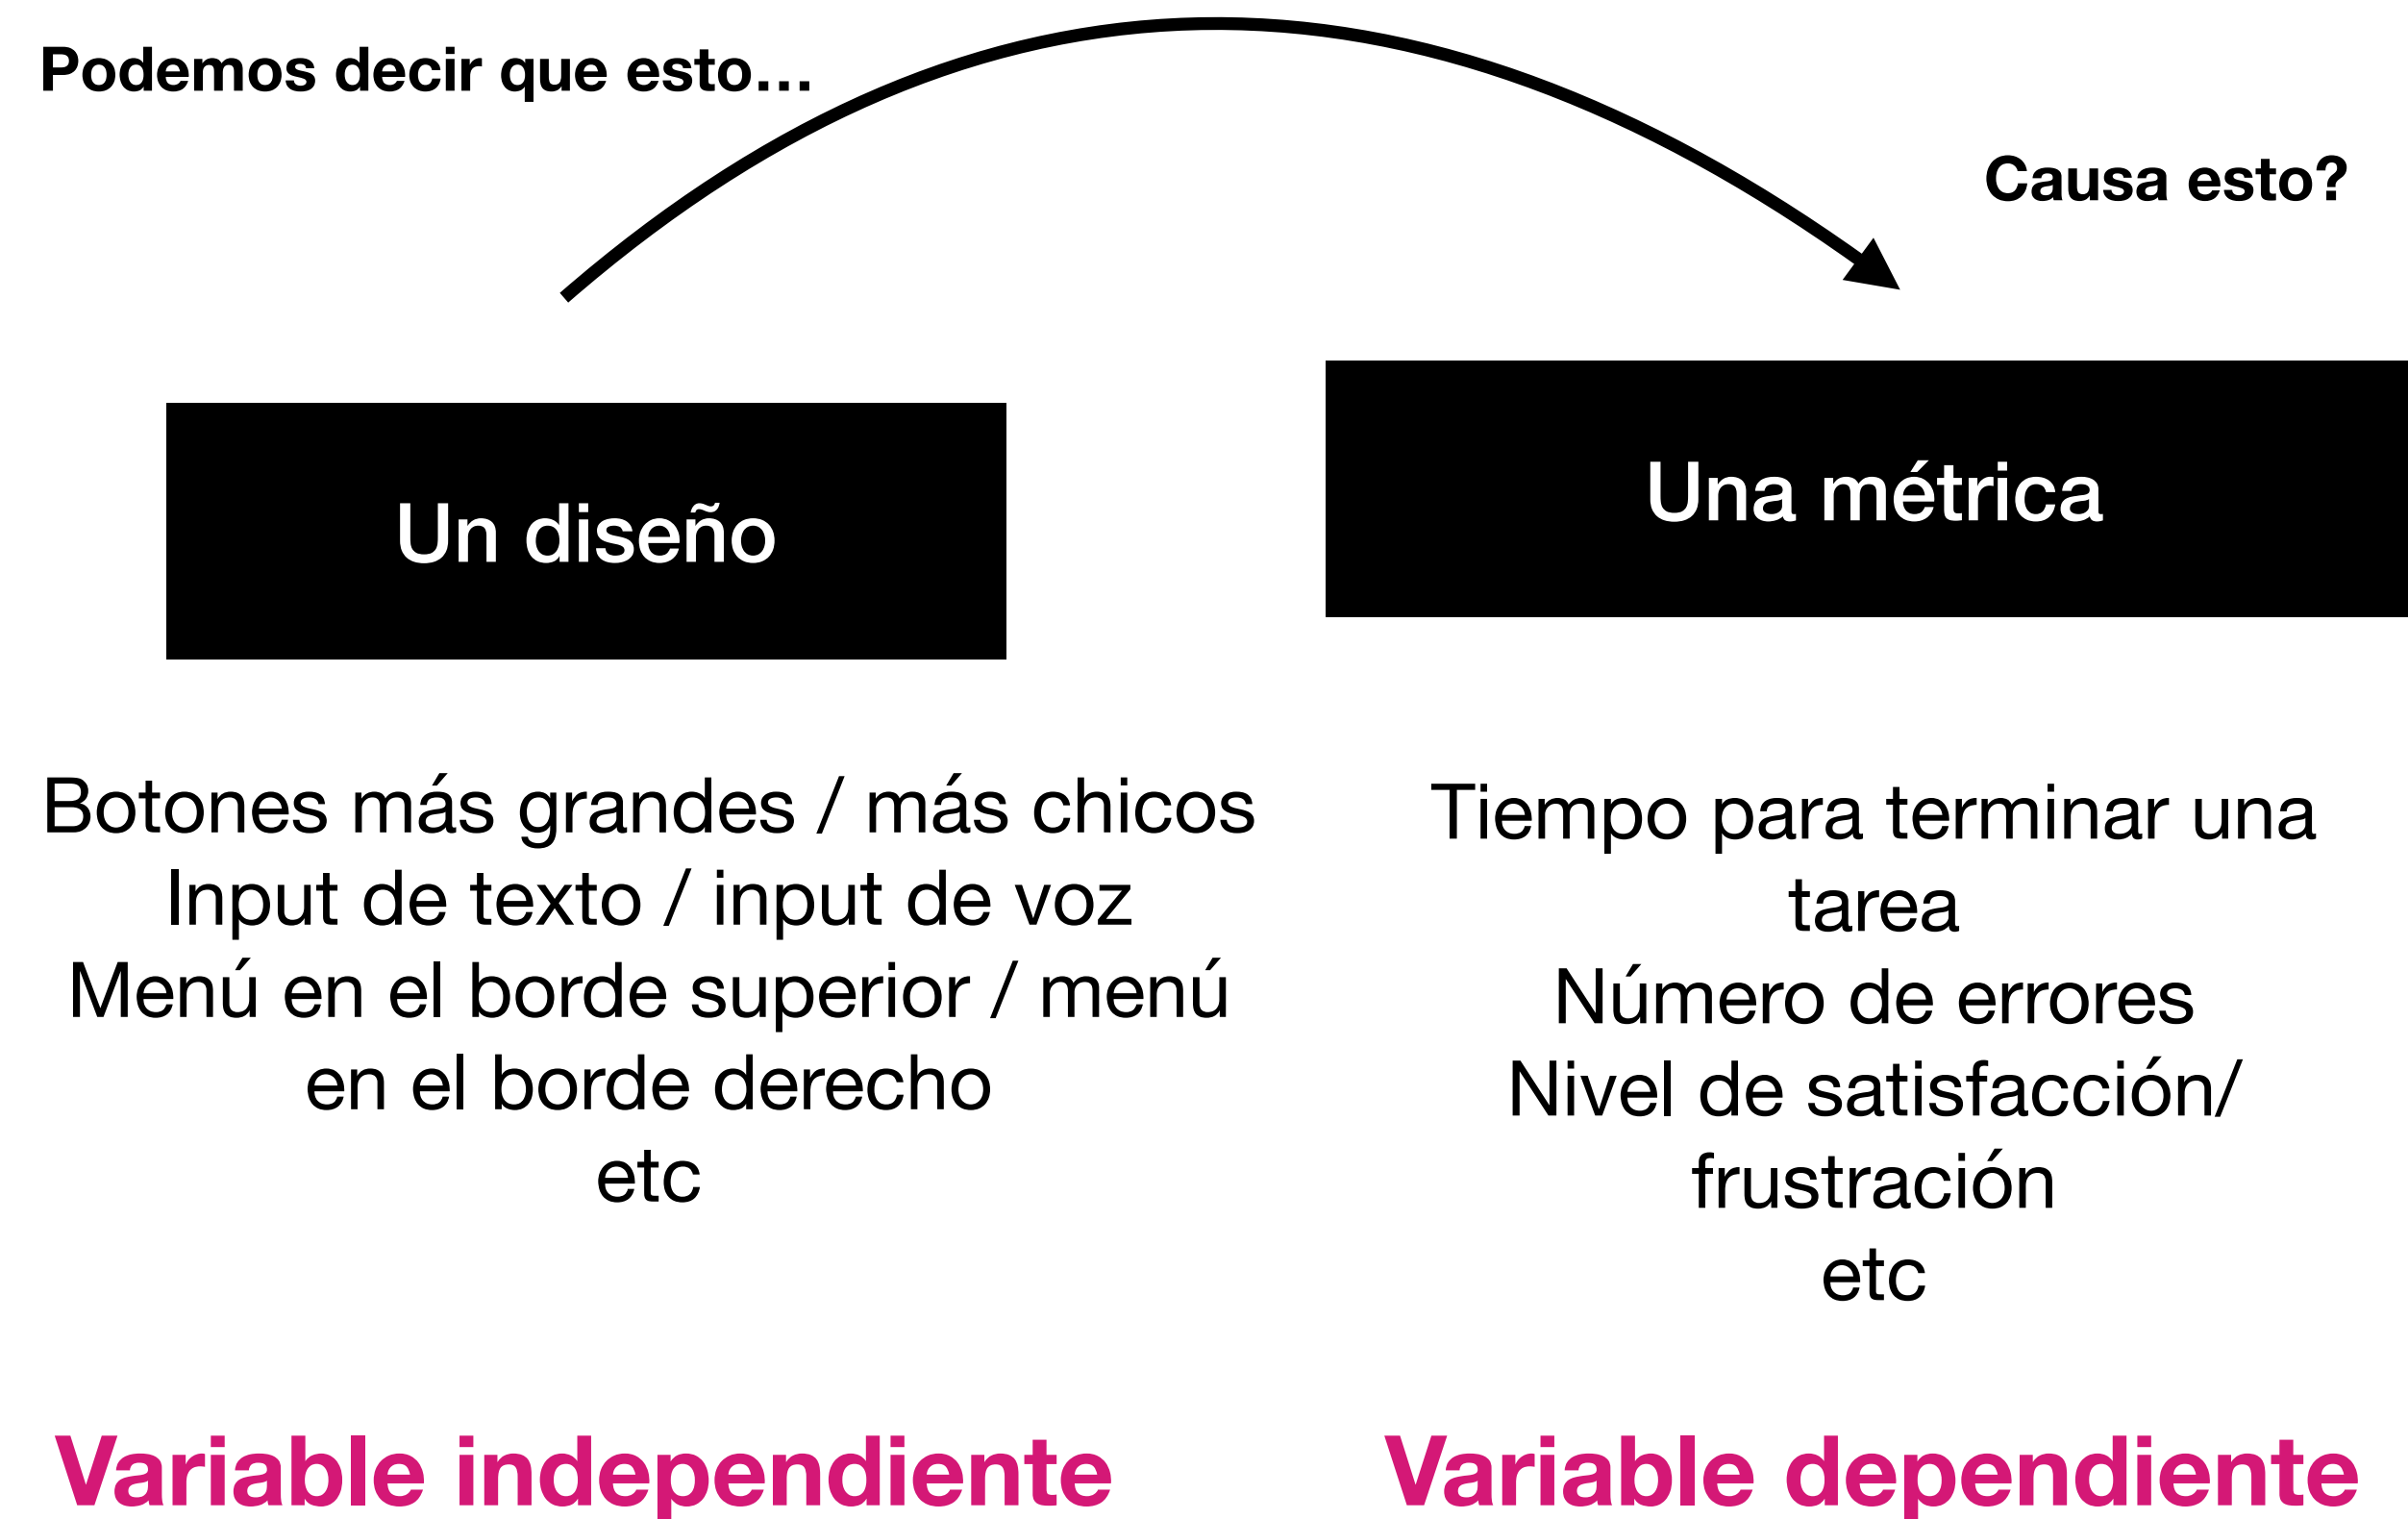 Podemos decir que esto...
Causa esto?
Un diseño
Una métrica
Botones más grandes / más chicos
Input de texto / input de voz
Menú en el borde superior / menú
en el borde derecho
etc
Tiempo para terminar una
tarea
Número de errores
Nivel de satisfacción/
frustración
etc
Variable independiente
Variable dependiente